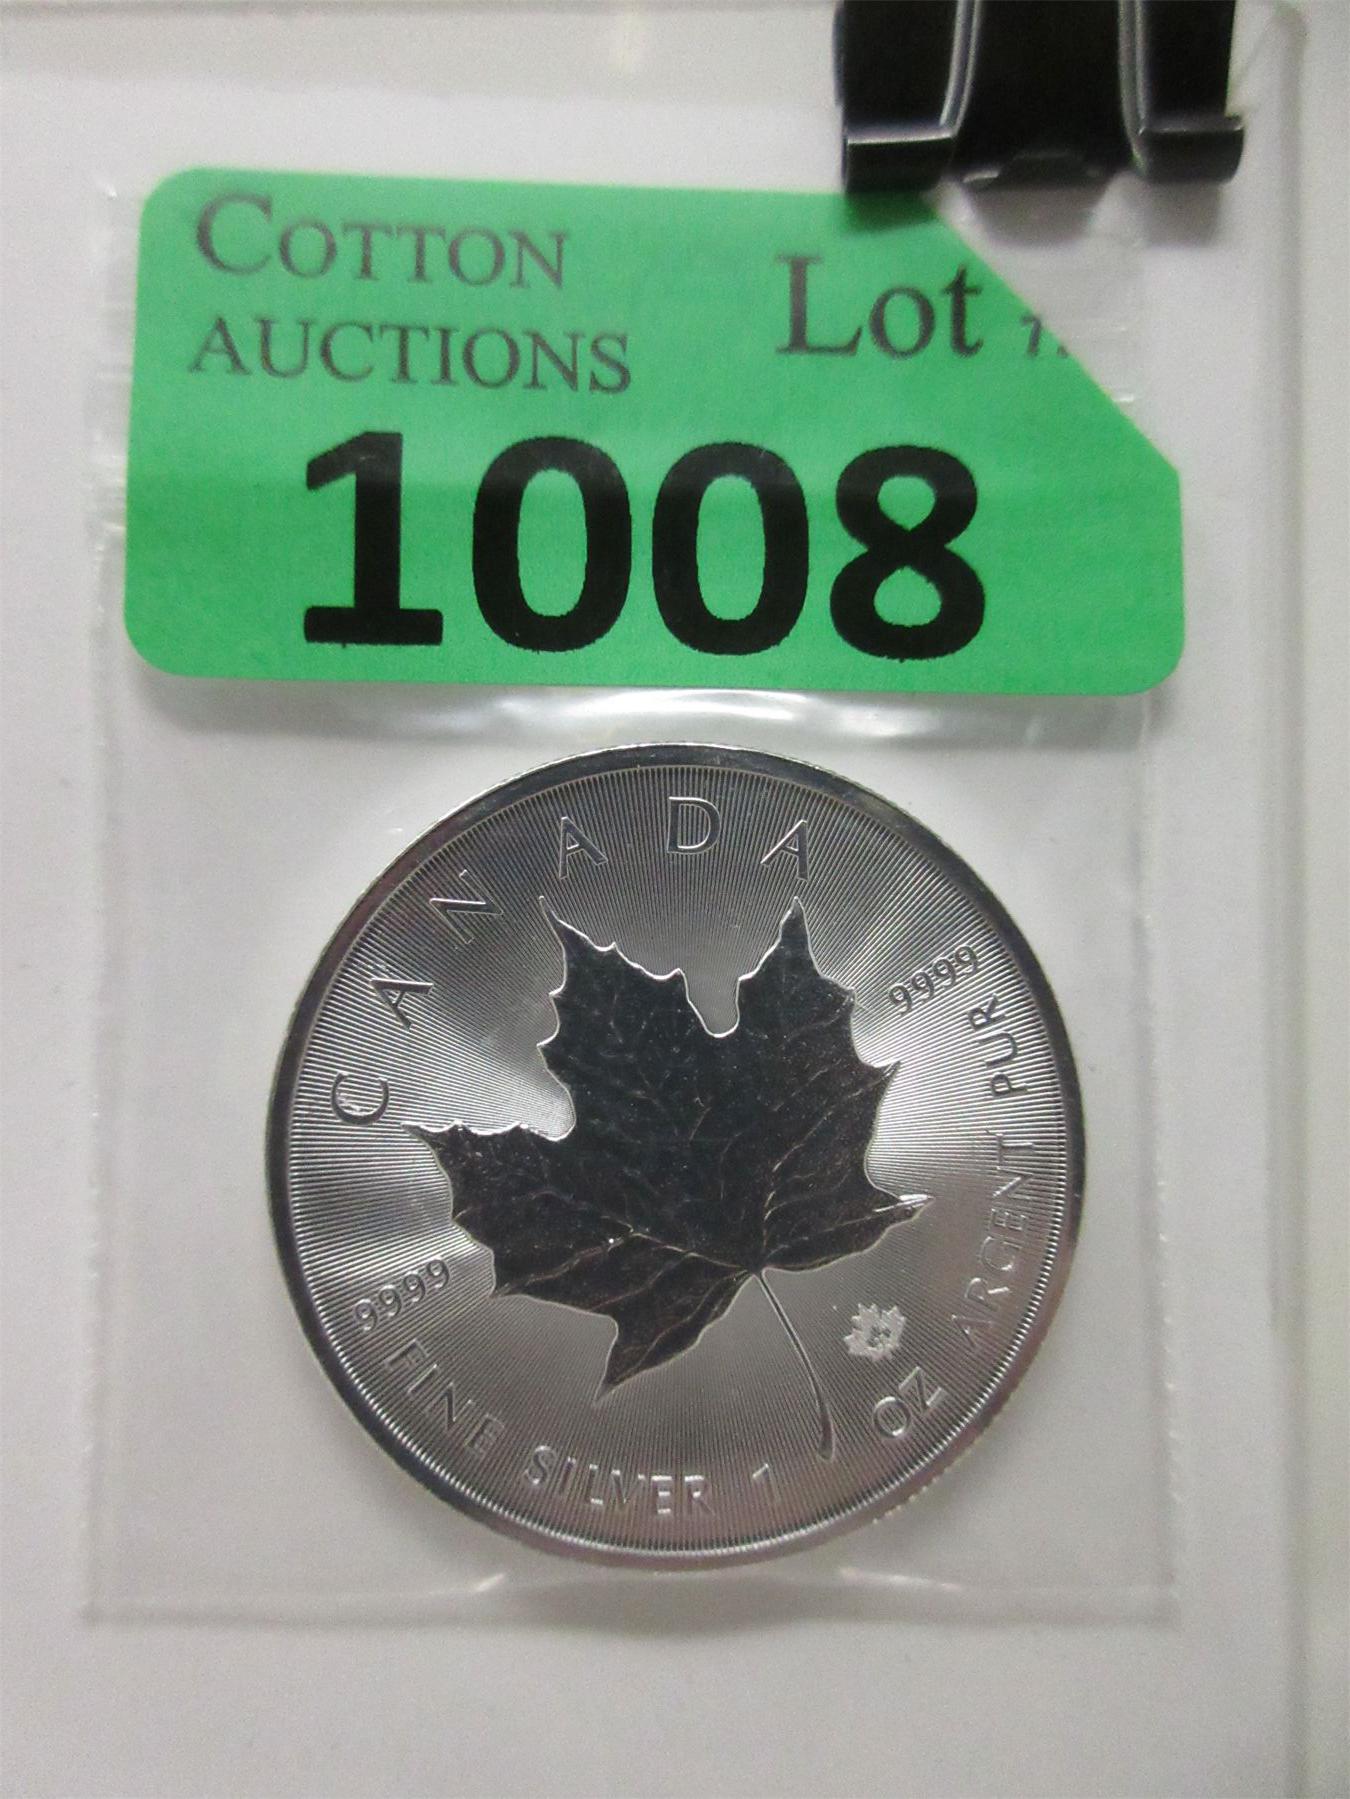 COTTON
AUCTIONS
Lot
1008
CANADA
9999
FINE SILVER 1 OZ ARGENT PUR
9999